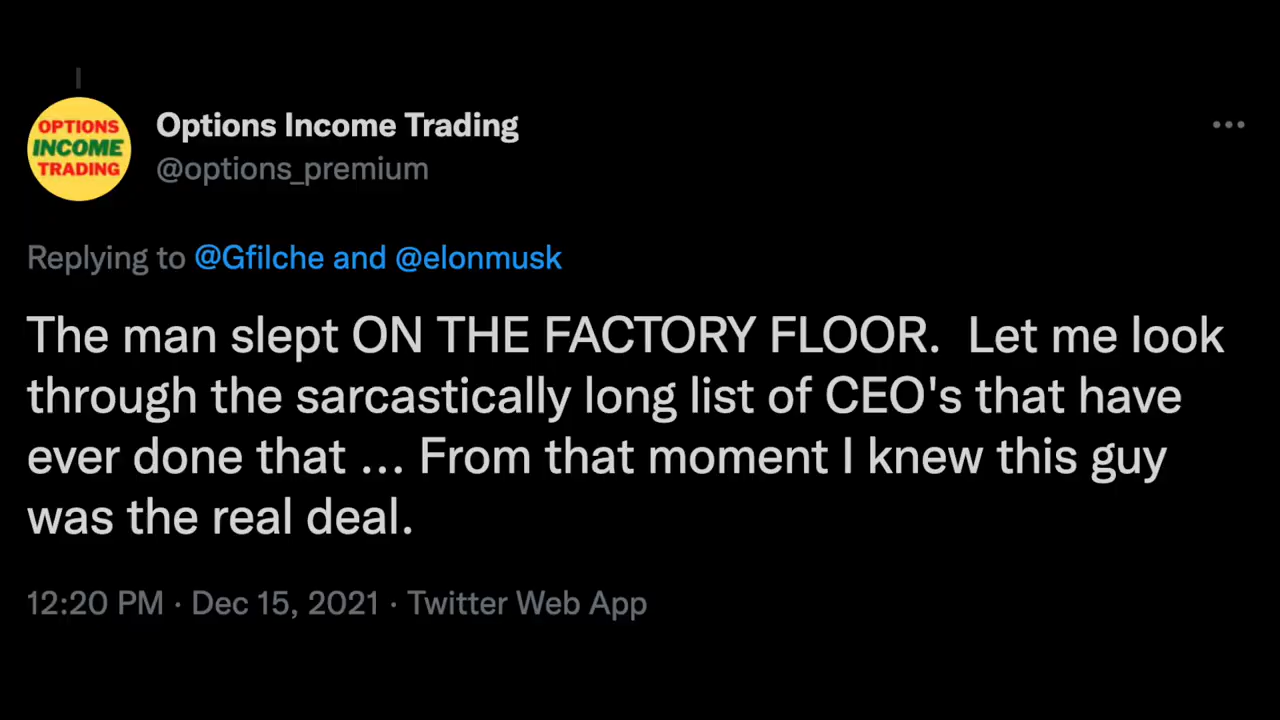 OPTIONS
INCOME
TRADING
Options Income Trading
@options_premium
Replying to @Gfilche and @elonmusk
The man slept ON THE FACTORY FLOOR.  Let me look
through the sarcastically long list of CEO's that have
ever done that ... From that moment I knew this guy
was the real deal.
12:20 PM · Dec 15, 2021 · Twitter Web App